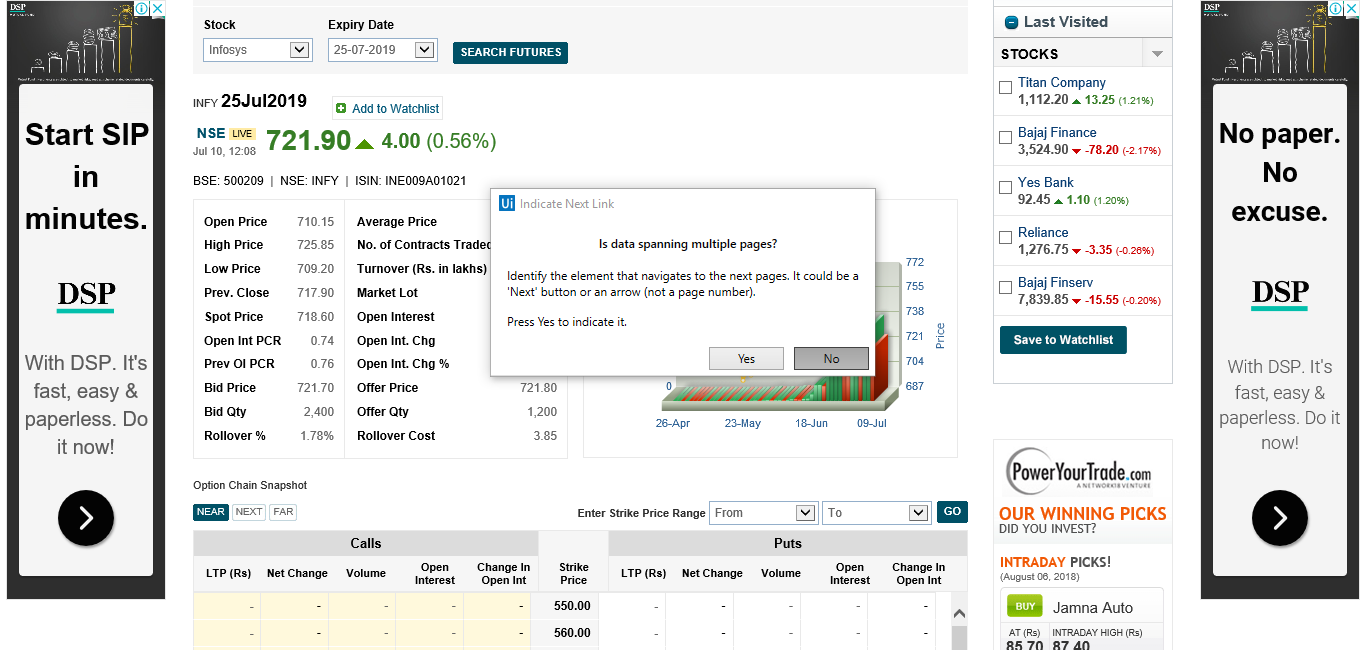 DSP
Start SIP
in
minutes.
DSP
With DSP. It's
fast, easy &
paperless. Do
it now!
Stock
Expiry Date
Infosys
25-07-2019
SEARCH FUTURES
INFY 25Jul2019
Add to Watchlist
NSE LIVE
Jul 10, 12:08
721.90 4.00 (0.56%)
BSE: 500209 | NSE: INFY | ISIN: INE009A01021
Open Price 710.15 Average Price
High Price 725.85 No. of Contracts Traded
Low Price 709.20 Turnover (Rs. in lakhs)
Prev. Close 717.90 Market Lot
Spot Price 718.60 Open Interest
Open Int PCR 0.74 Open Int. Chg
Prev OI PCR 0.76 Open Int. Chg %
Bid Price 721.70 Offer Price 721.80
Bid Qty 2,400 Offer Qty 1,200
Rollover % 1.78% Rollover Cost 3.85
Ui Indicate Next Link
Is data spanning multiple pages?
Identify the element that navigates to the next pages. It could be a
'Next' button or an arrow (not a page number).
Press Yes to indicate it.
Yes
No
772
755
738
721
704
687
Price
0
26-Apr 23-May 18-Jun 09-Jul
Option Chain Snapshot
NEAR NEXT FAR
Enter Strike Price Range From To GO
Calls Puts
LTP (Rs) Net Change Volume Open Interest Change In Open Int Strike Price LTP (Rs) Net Change Volume Open Interest Change In Open Int
- - - - - 550.00 - - - - -
- - - - - 560.00 - - - - -
Last Visited
STOCKS
Titan Company
1,112.20 13.25 (1.21%)
Bajaj Finance
3,524.90 -78.20 (-2.17%)
Yes Bank
92.45 1.10 (1.20%)
Reliance
1,276.75 -3.35 (-0.26%)
Bajaj Finserv
7,839.85 -15.55 (-0.20%)
Save to Watchlist
PowerYourTrade.com
A NETWORK18 VENTURE
OUR WINNING PICKS
DID YOU INVEST?
INTRADAY PICKS!
(August 06, 2018)
BUY Jamna Auto
AT (Rs) INTRADAY HIGH (Rs)
85.70 87.40
DSP
No paper.
No
excuse.
DSP
With DSP. It's
fast, easy &
paperless. Do it
now!